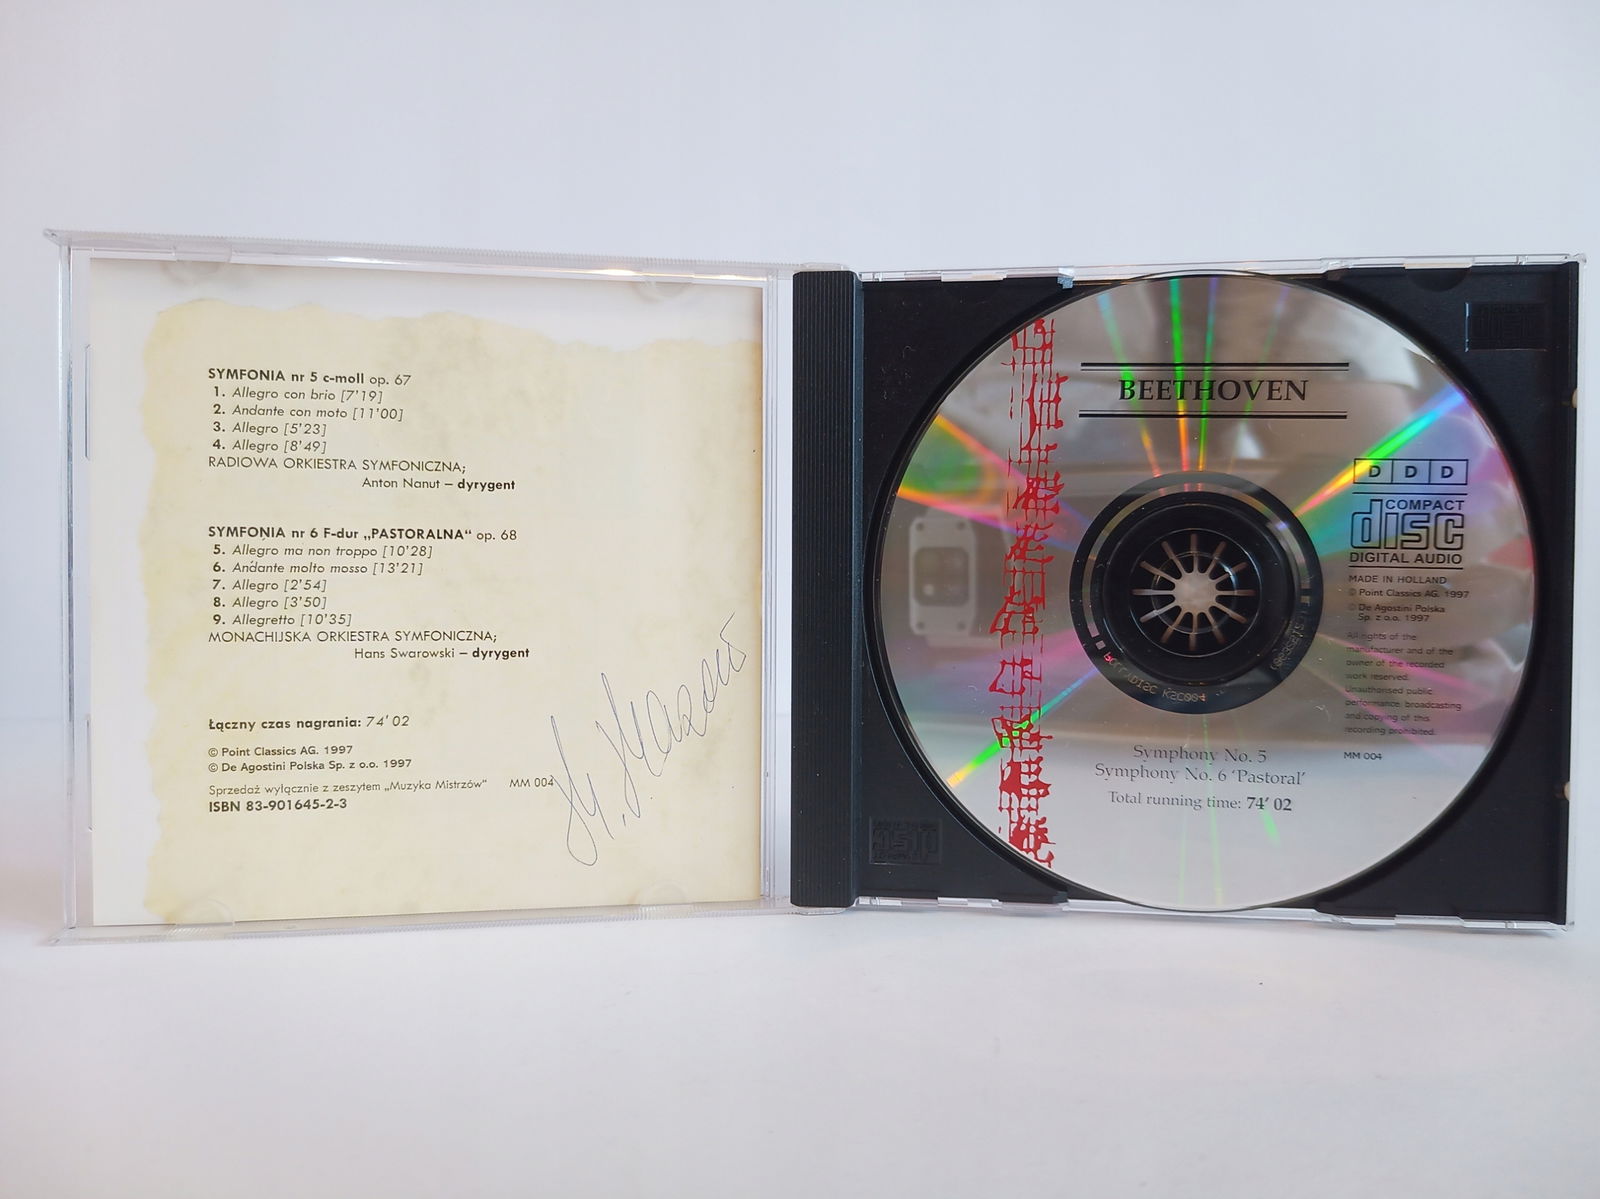 SYMFONIA nr 5 c-moll op. 67
1. Allegro con brio [7'19]
2. Andante con moto [11'00]
3. Allegro [5'23]
4. Allegro [8'49]
RADIOWA ORKIESTRA SYMFONICZNA;
Anton Nanut – dyrygent
SYMFONIA nr 6 F-dur „PASTORALNA“ op. 68
5. Allegro ma non troppo [10'28]
6. Andante molto mosso [13'21]
7. Allegro [2'54]
8. Allegro [3'50]
9. Allegretto [10'35]
MONACHIJSKA ORKIESTRA SYMFONICZNA;
Hans Swarowski – dyrygent
Łączny czas nagrania: 74' 02
© Point Classics AG. 1997
© De Agostini Polska Sp. z o.o. 1997
Sprzedaż wyłącznie z zeszytem „Muzyka Mistrzów“ MM 004
ISBN 83-901645-2-3
BEETHOVEN
DDD
COMPACT
disc
DIGITAL AUDIO
MADE IN HOLLAND
© Point Classics AG. 1997
© De Agostini Polska
Sp. z o.o. 1997
All rights of the
manufacturer and of the
owner of the recorded
work reserved.
Unauthorised public
performance, broadcasting
and copying of this
recording prohibited.
MM 004
Symphony No. 5
Symphony No. 6 'Pastoral'
Total running time: 74' 02